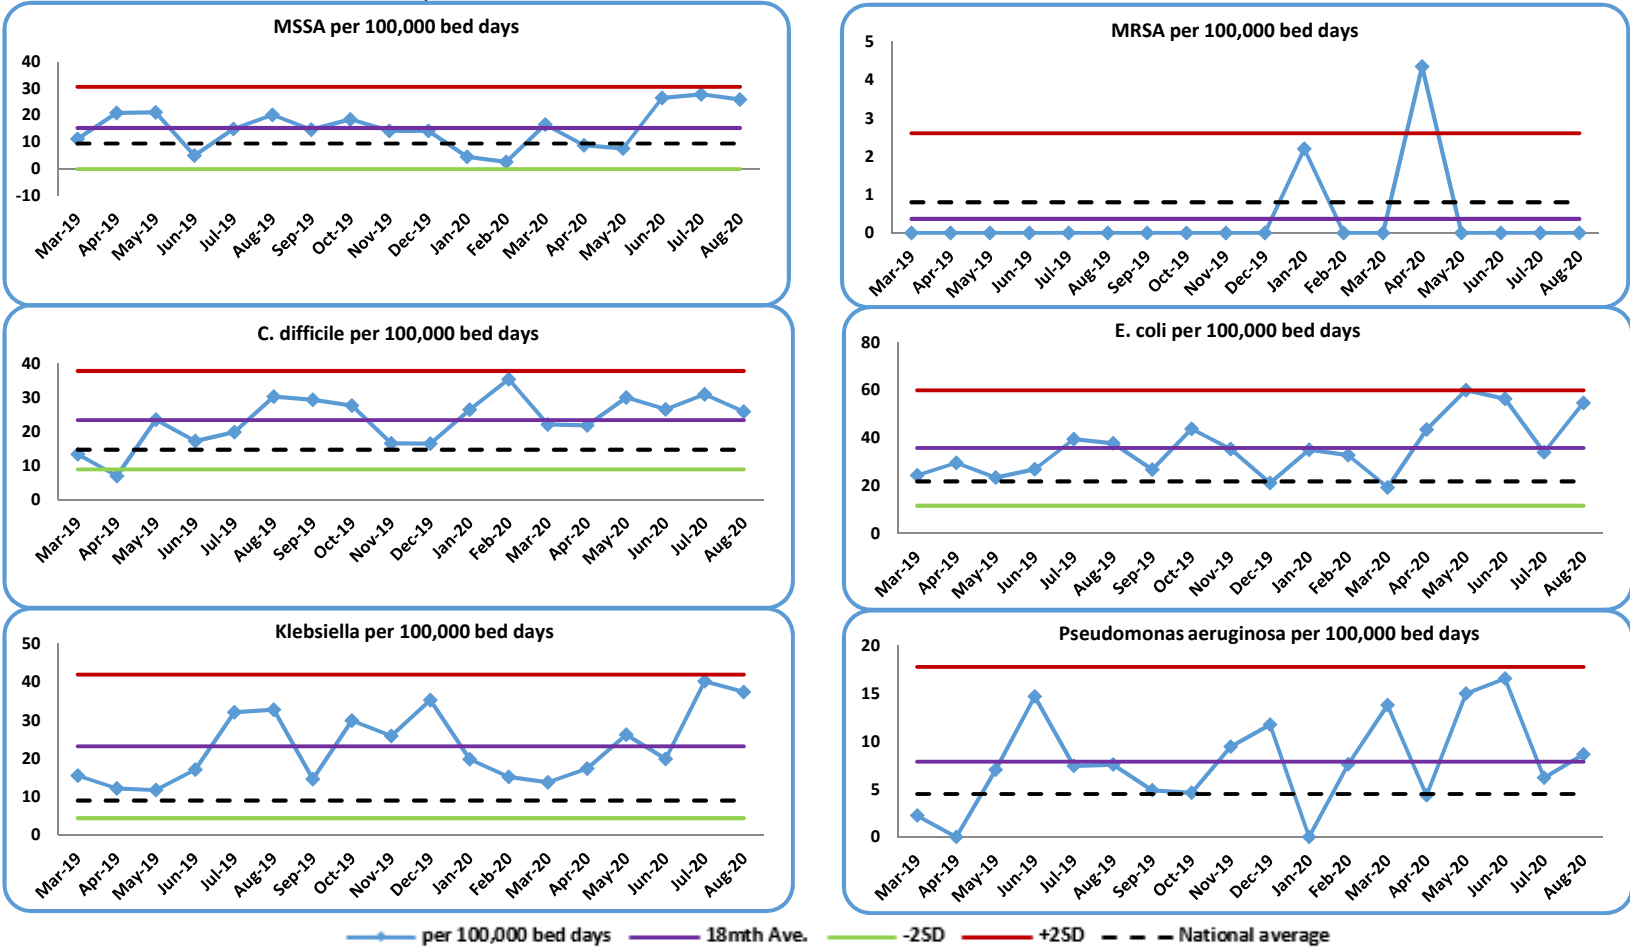 MSSA per 100,000 bed days
40
30
20
10
0
-10
Mar-19 Apr-19 May-19 Jun-19 Jul-19 Aug-19 Sep-19 Oct-19 Nov-19 Dec-19 Jan-20 Feb-20 Mar-20 Apr-20 May-20 Jun-20 Jul-20 Aug-20
MRSA per 100,000 bed days
5
4
3
2
1
0
Mar-19 Apr-19 May-19 Jun-19 Jul-19 Aug-19 Sep-19 Oct-19 Nov-19 Dec-19 Jan-20 Feb-20 Mar-20 Apr-20 May-20 Jun-20 Jul-20 Aug-20
C. difficile per 100,000 bed days
40
30
20
10
0
Mar-19 Apr-19 May-19 Jun-19 Jul-19 Aug-19 Sep-19 Oct-19 Nov-19 Dec-19 Jan-20 Feb-20 Mar-20 Apr-20 May-20 Jun-20 Jul-20 Aug-20
E. coli per 100,000 bed days
80
60
40
20
0
Mar-19 Apr-19 May-19 Jun-19 Jul-19 Aug-19 Sep-19 Oct-19 Nov-19 Dec-19 Jan-20 Feb-20 Mar-20 Apr-20 May-20 Jun-20 Jul-20 Aug-20
Klebsiella per 100,000 bed days
50
40
30
20
10
0
Mar-19 Apr-19 May-19 Jun-19 Jul-19 Aug-19 Sep-19 Oct-19 Nov-19 Dec-19 Jan-20 Feb-20 Mar-20 Apr-20 May-20 Jun-20 Jul-20 Aug-20
Pseudomonas aeruginosa per 100,000 bed days
20
15
10
5
0
Mar-19 Apr-19 May-19 Jun-19 Jul-19 Aug-19 Sep-19 Oct-19 Nov-19 Dec-19 Jan-20 Feb-20 Mar-20 Apr-20 May-20 Jun-20 Jul-20 Aug-20
per 100,000 bed days 18mth Ave. -2SD +2SD National average